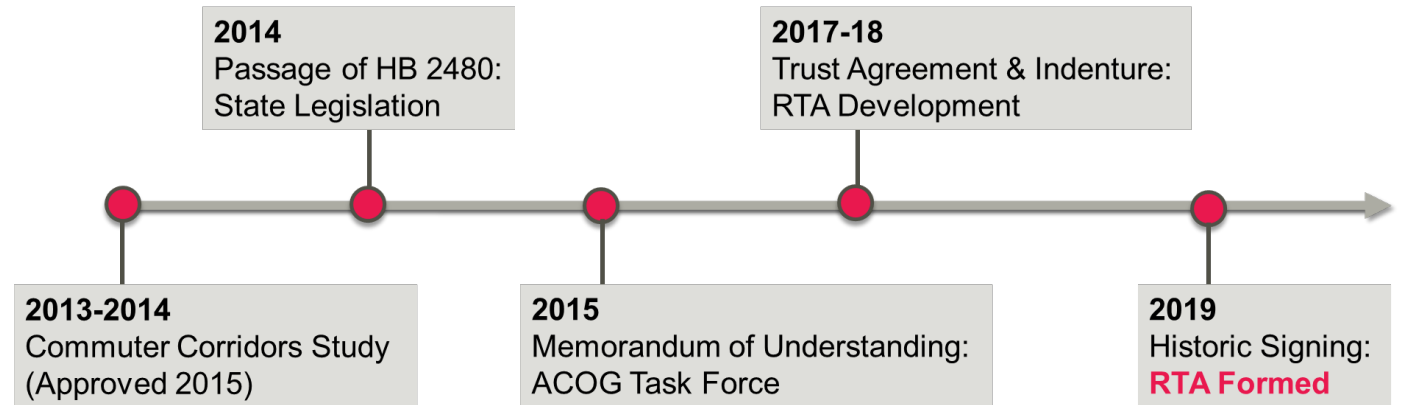 2014
Passage of HB 2480:
State Legislation
2017-18
Trust Agreement & Indenture:
RTA Development
2013-2014
Commuter Corridors Study
(Approved 2015)
2015
Memorandum of Understanding:
ACOG Task Force
2019
Historic Signing:
RTA Formed